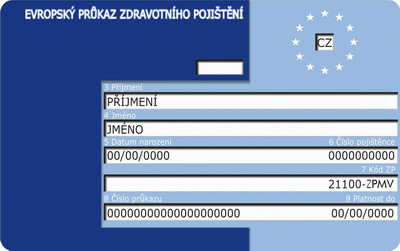 EVROPSKÝ PRŮKAZ ZDRAVOTNÍHO POJIŠTĚNÍ
CZ
3 Příjmení
PŘÍJMENÍ
4 Jméno
JMÉNO
5 Datum narození 6 Číslo pojištěnce
00/00/0000 0000000000
7 Kód ZP
21100-ZPMV
8 Číslo průkazu 9 Platnost do
00000000000000000000 00/00/0000